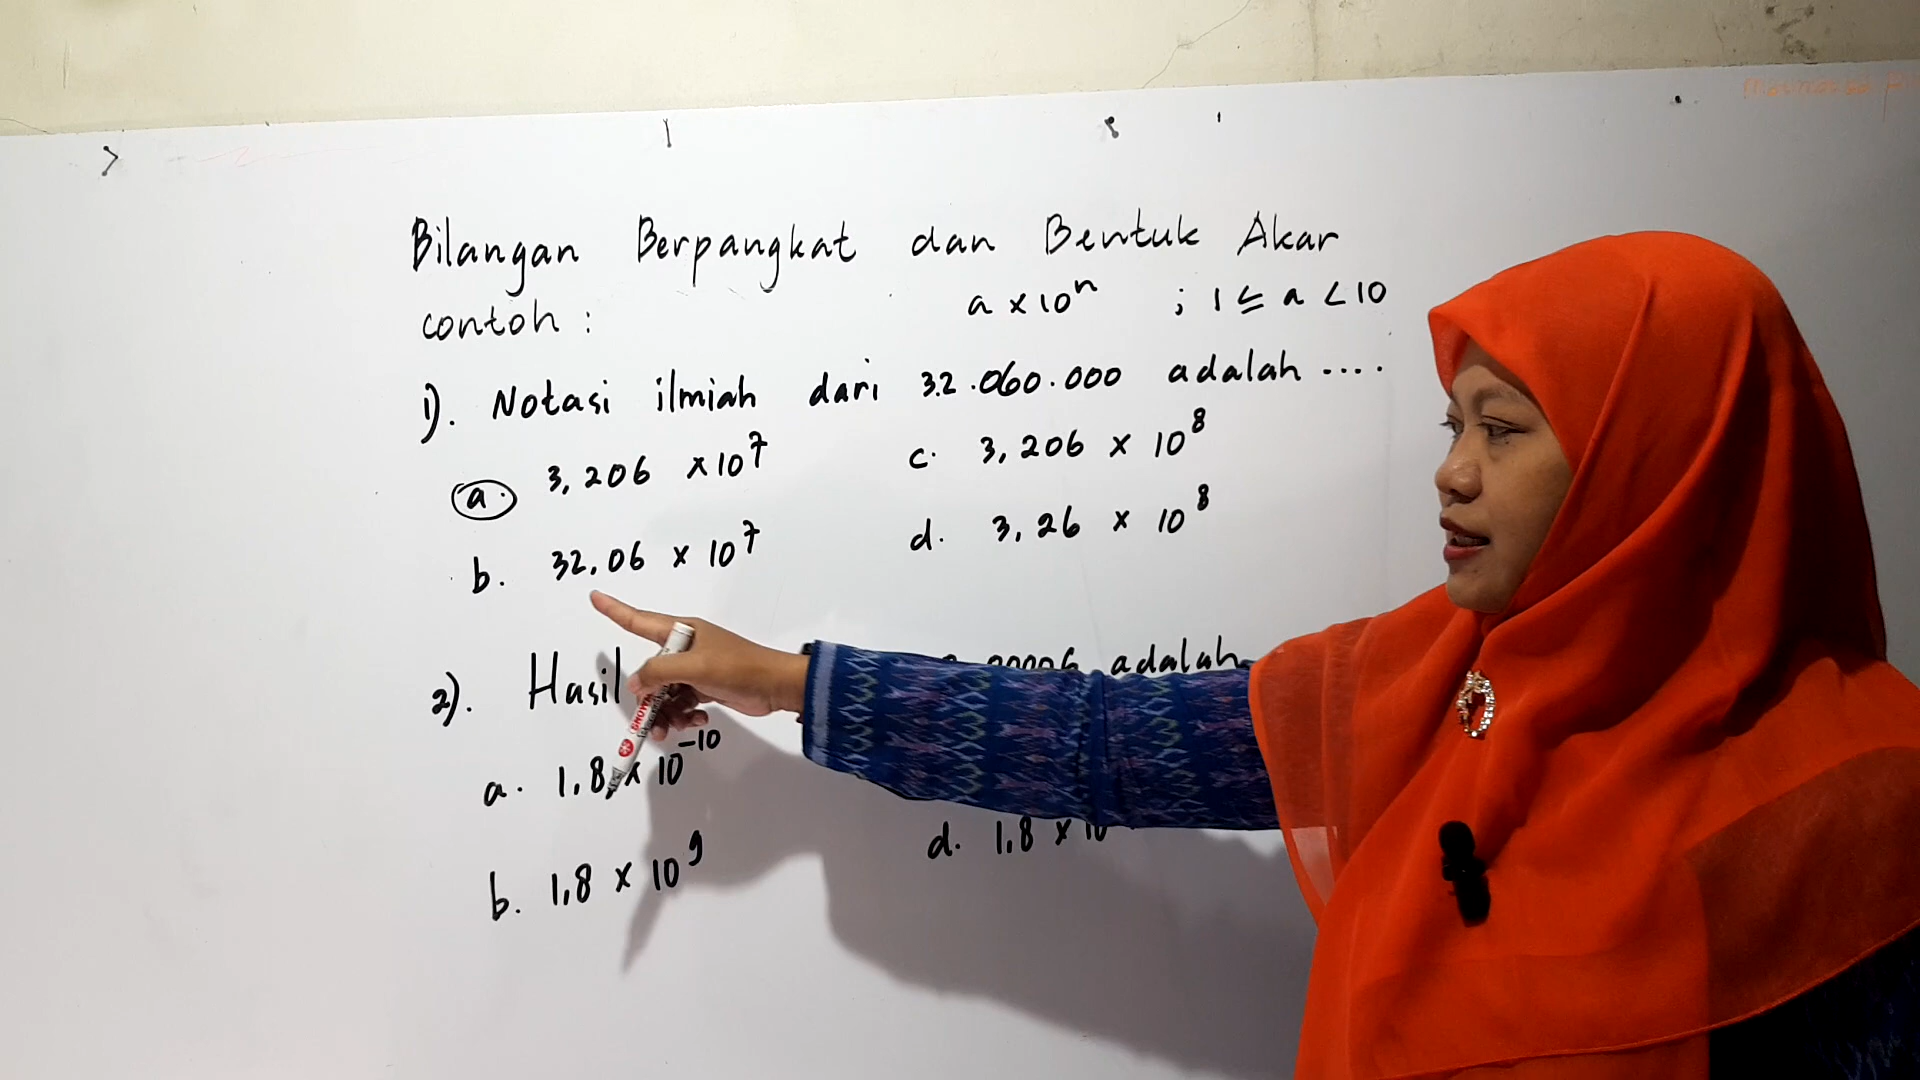 Bilangan Berpangkat dan Bentuk Akar
contoh : a x 10ⁿ ; 1 ≤ a < 10
1). Notasi ilmiah dari 32.060.000 adalah ....
a. 3,206 x 10⁷ c. 3,206 x 10⁸
b. 32,06 x 10⁷ d. 3,26 x 10⁸
2). Hasil adalah
a. 1,8 x 10⁻¹⁰
d. 1,8 x 10
b. 1,8 x 10⁹
SNOWMAN